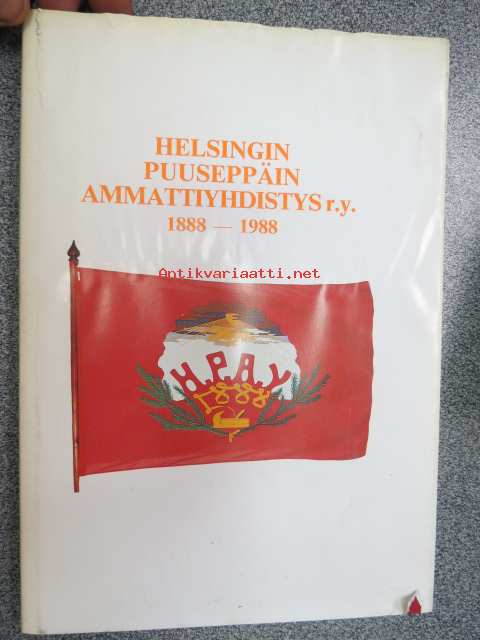 HELSINGIN
PUUSEPPÄIN
AMMATTIYHDISTYS r.y.
1888 — 1988
Antikvariaatti.net
H.P.A.Y
1888